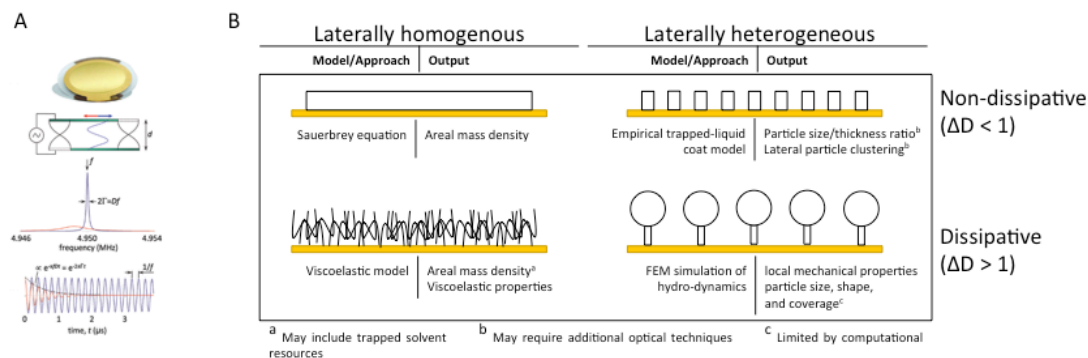 A
f
d
2Γ=Df
4.946
4.950
4.954
frequency (MHz)
1/f
0
1
2
3
time, t (μs)
B
Laterally homogenous
Laterally heterogeneous
Model/Approach
Output
Model/Approach
Output
Sauerbrey equation
Areal mass density
Empirical trapped-liquid
coat model
Particle size/thickness ratioᵇ
Lateral particle clusteringᵇ
Non-dissipative
(ΔD < 1)
Viscoelastic model
Areal mass densityᵃ
Viscoelastic properties
FEM simulation of
hydro-dynamics
local mechanical properties
particle size, shape,
and coverageᶜ
Dissipative
(ΔD > 1)
a May include trapped solvent
b May require additional optical techniques
c Limited by computational
resources